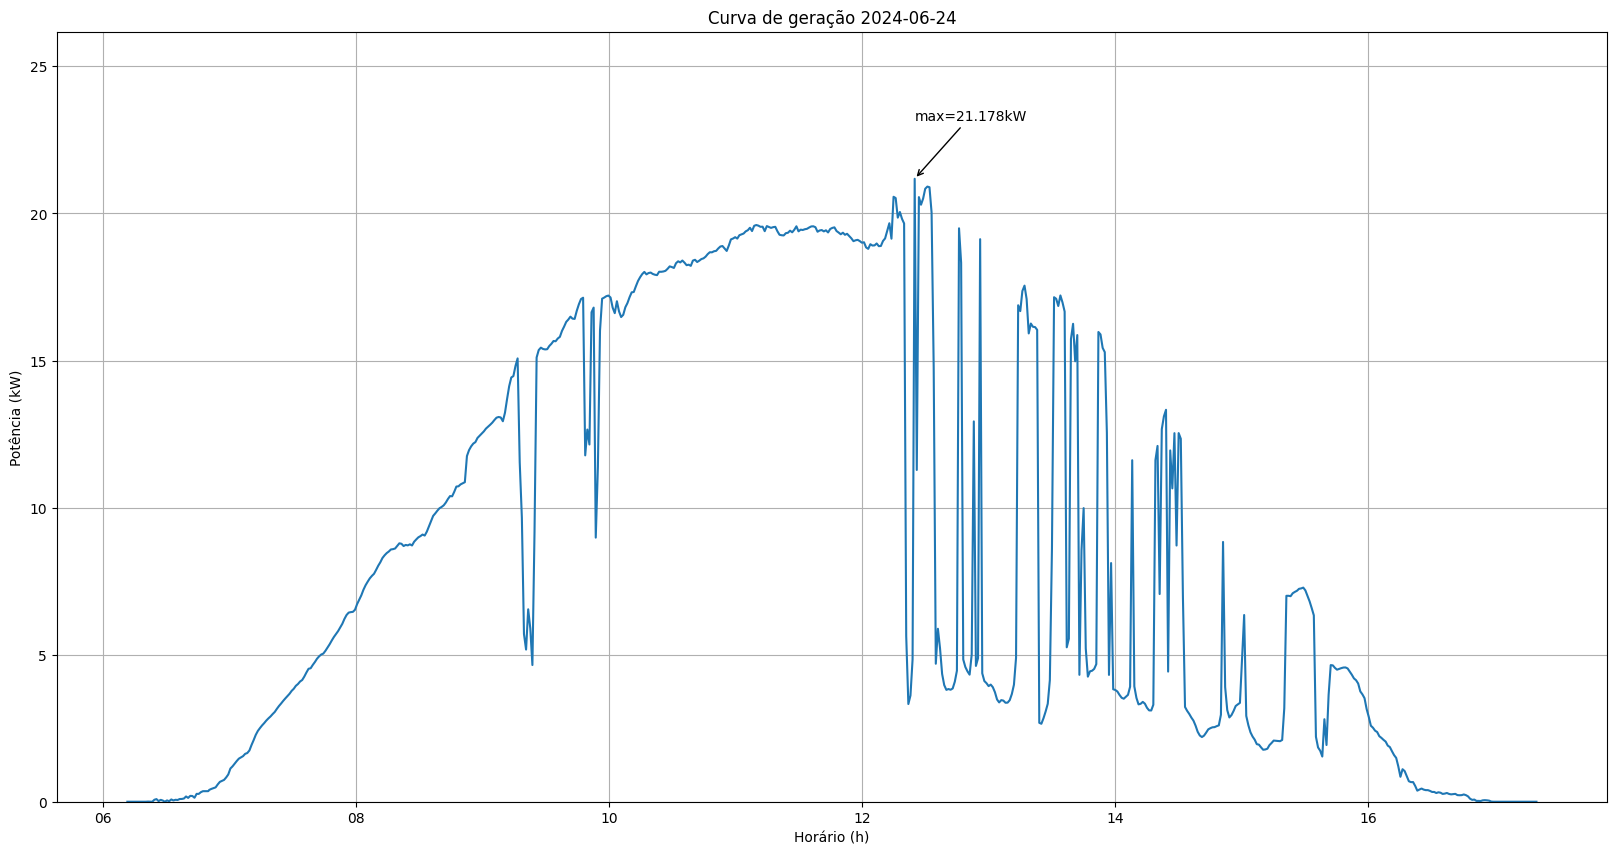 Curva de geração 2024-06-24
25
max=21.178kW
20
15
Potência (kW)
10
5
0
06 08 10 12 14 16
Horário (h)